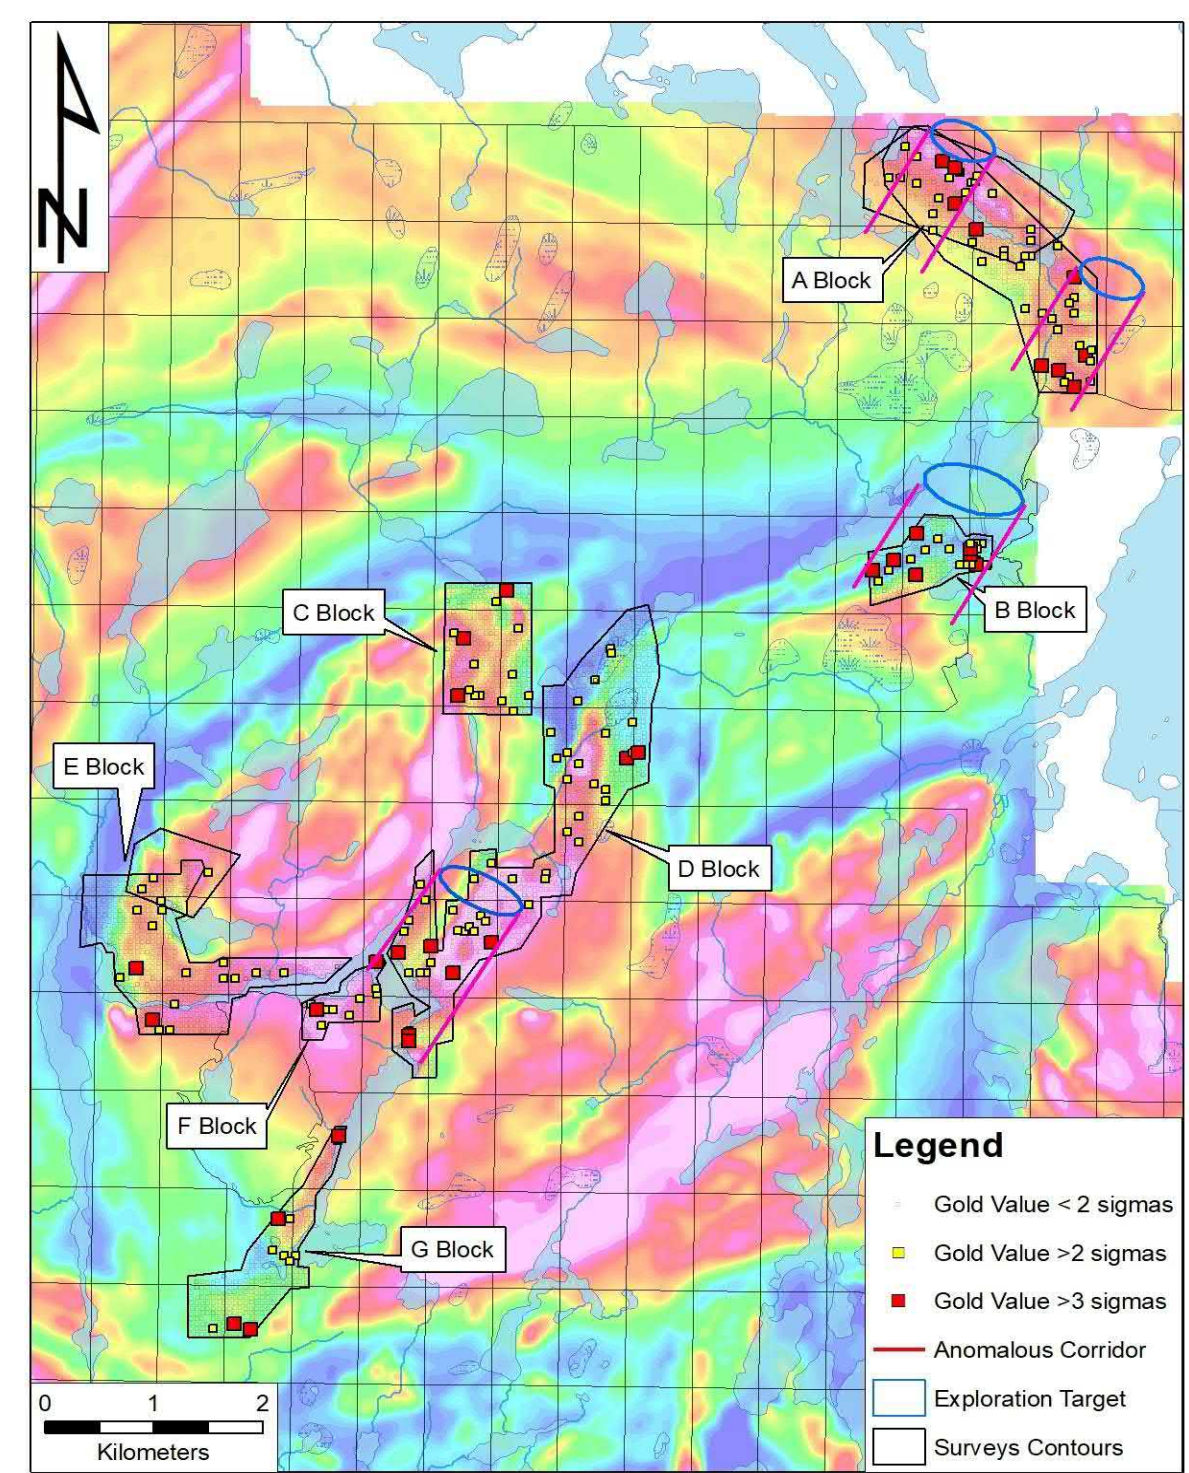 N
A Block
B Block
C Block
D Block
E Block
F Block
G Block
Legend
Gold Value < 2 sigmas
Gold Value >2 sigmas
Gold Value >3 sigmas
Anomalous Corridor
Exploration Target
Surveys Contours
0 1 2
Kilometers